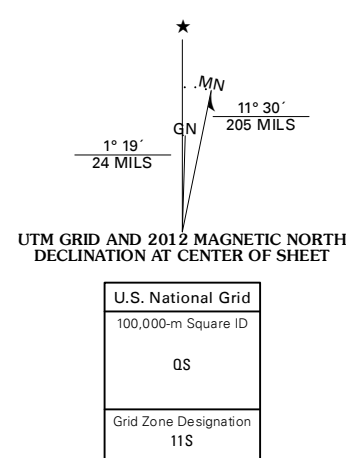 ★
MN
11° 30´
205 MILS
GN
1° 19´
24 MILS
UTM GRID AND 2012 MAGNETIC NORTH
DECLINATION AT CENTER OF SHEET
U.S. National Grid
100,000-m Square ID
QS
Grid Zone Designation
11S